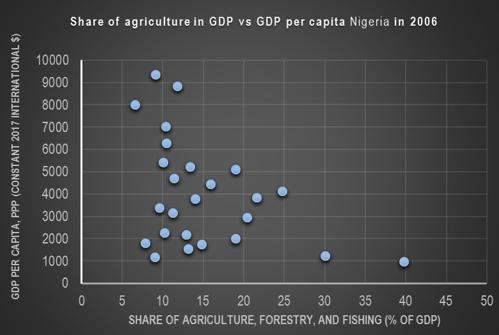 Share of agriculture in GDP vs GDP per capita Nigeria in 2006
GDP PER CAPITA, PPP (CONSTANT 2017 INTERNATIONAL $)
10000
9000
8000
7000
6000
5000
4000
3000
2000
1000
0
0 5 10 15 20 25 30 35 40 45 50
SHARE OF AGRICULTURE, FORESTRY, AND FISHING (% OF GDP)